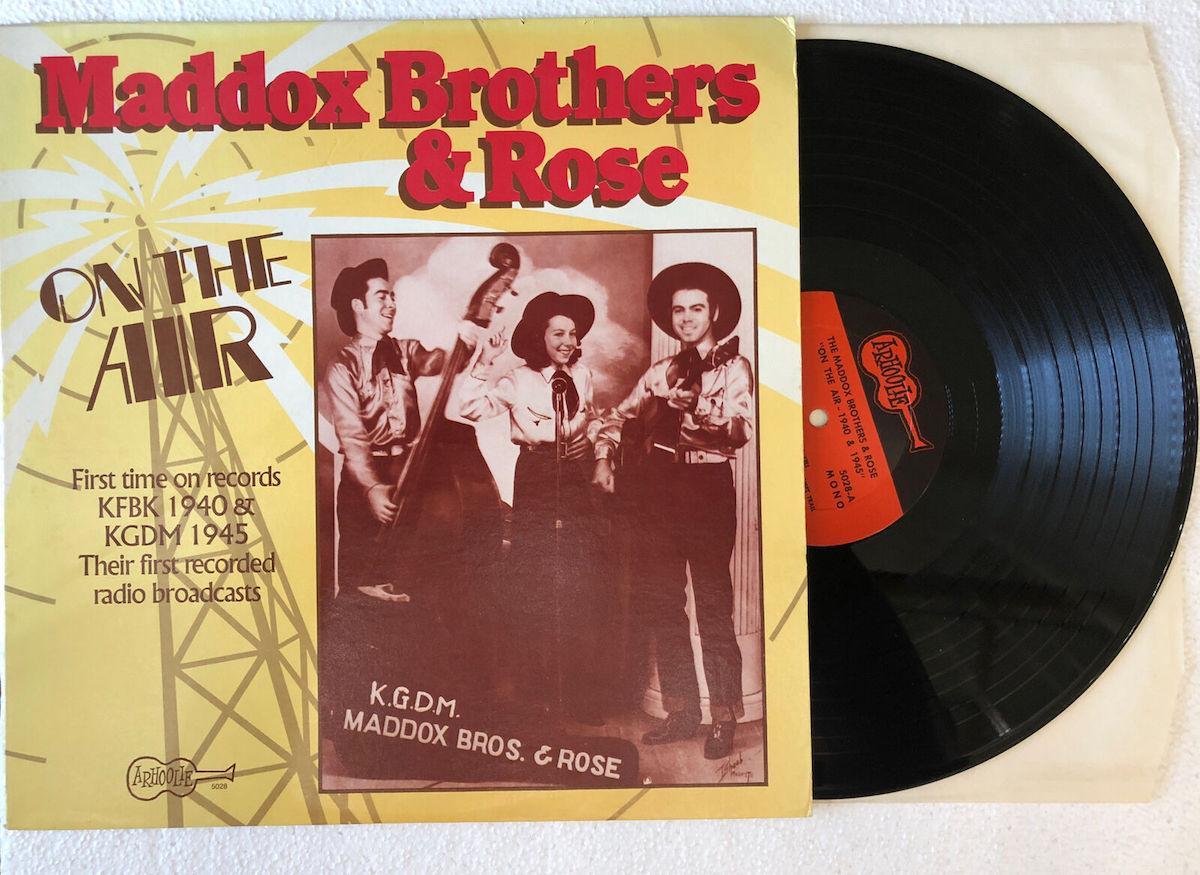 Maddox Brothers
& Rose
ON THE
AIR
First time on records
KFBK 1940 &
KGDM 1945
Their first recorded
radio broadcasts
K.G.D.M.
MADDOX BROS. & ROSE
ARHOOLIE
5028
ARHOOLIE
THE MADDOX BROTHERS & ROSE
"ON THE AIR - 1940 & 1945"
5028-A
MONO